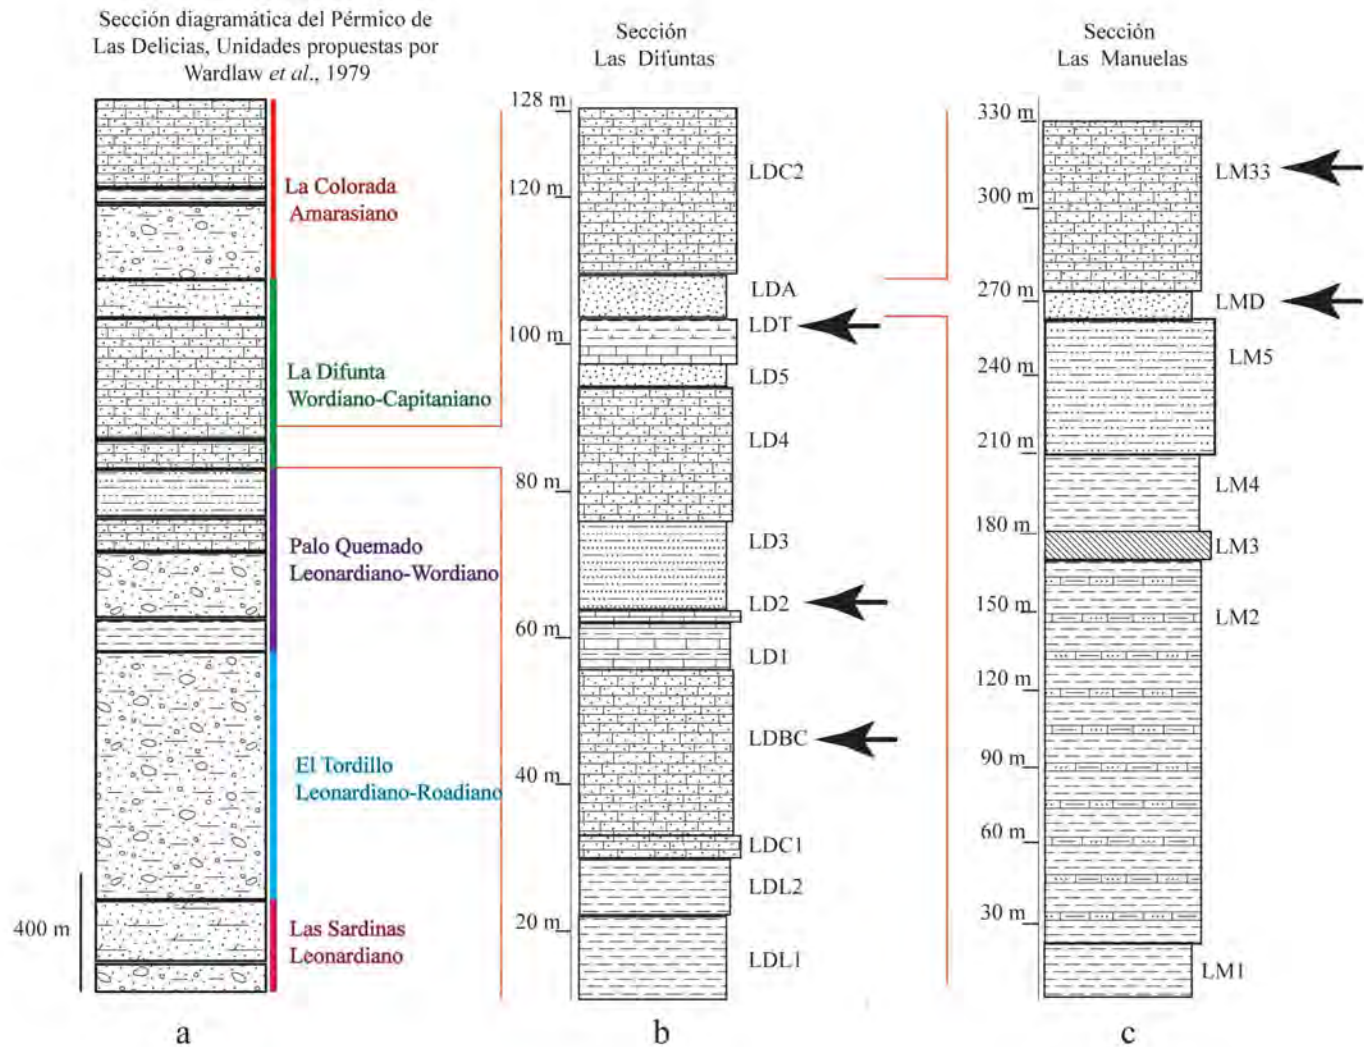 Sección diagramática del Pérmico de
Las Delicias, Unidades propuestas por
Wardlaw et al., 1979
La Colorada
Amarasiano
La Difunta
Wordiano-Capitaniano
Palo Quemado
Leonardiano-Wordiano
El Tordillo
Leonardiano-Roadiano
Las Sardinas
Leonardiano
400 m
a
Sección
Las Difuntas
128 m
120 m
100 m
80 m
60 m
40 m
20 m
LDC2
LDA
LDT
LD5
LD4
LD3
LD2
LD1
LDBC
LDC1
LDL2
LDL1
b
Sección
Las Manuelas
330 m
300 m
270 m
240 m
210 m
180 m
150 m
120 m
90 m
60 m
30 m
LM33
LMD
LM5
LM4
LM3
LM2
LM1
c